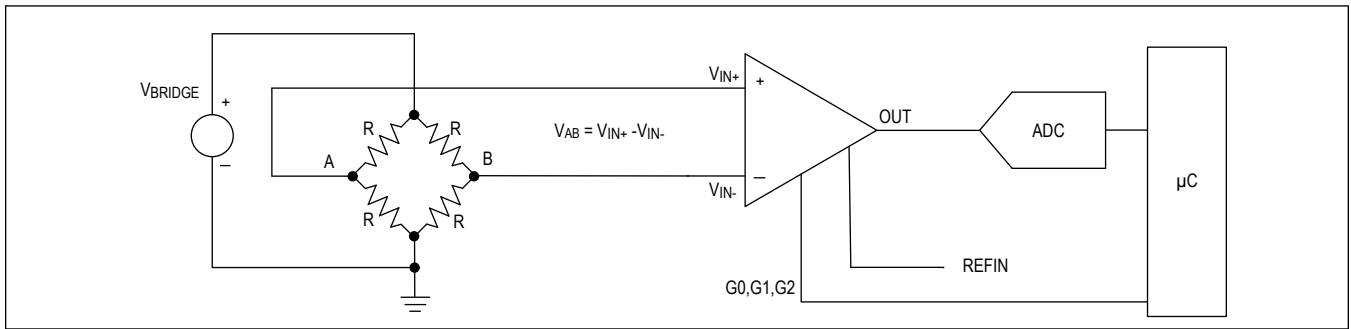 VBRIDGE
+
–
R
R
A
B
R
R
VAB = VIN+ -VIN-
VIN+
+
VIN-
–
OUT
ADC
µC
REFIN
G0,G1,G2